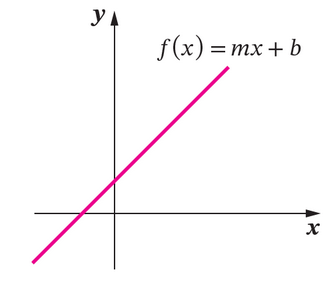 y
f(x) = mx + b
x